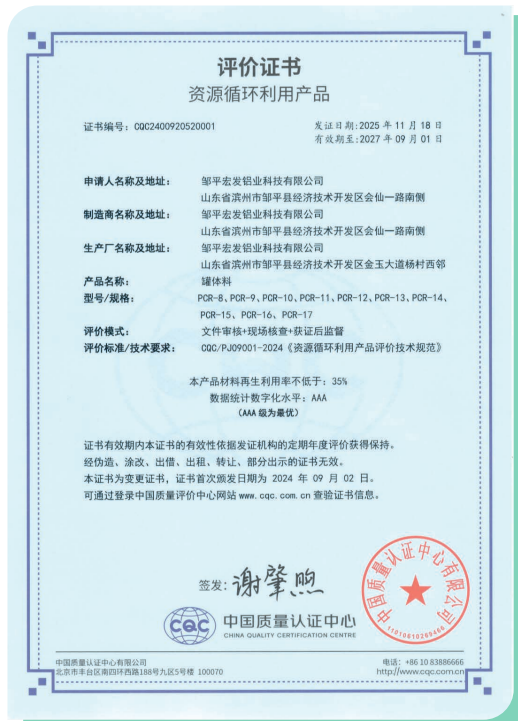 评价证书
资源循环利用产品
证书编号：CQC2400920520001
发证日期:2025 年 11 月 18 日
有效期至:2027 年 09 月 01 日
申请人名称及地址： 邹平宏发铝业科技有限公司
山东省滨州市邹平县经济技术开发区会仙一路南侧
制造商名称及地址： 邹平宏发铝业科技有限公司
山东省滨州市邹平县经济技术开发区会仙一路南侧
生产厂名称及地址： 邹平宏发铝业科技有限公司
山东省滨州市邹平县经济技术开发区金玉大道杨村西邻
产品名称： 罐体料
型号/规格： PCR-8、PCR-9、PCR-10、PCR-11、PCR-12、PCR-13、PCR-14、
PCR-15、PCR-16、PCR-17
评价模式： 文件审核+现场核查+获证后监督
评价标准/技术要求： CQC/PJ09001-2024《资源循环利用产品评价技术规范》
本产品材料再生利用率不低于：35%
数据统计数字化水平：AAA
（AAA 级为最优）
证书有效期内本证书的有效性依据发证机构的定期年度评价获得保持。
经伪造、涂改、出借、出租、转让、部分出示的证书无效。
本证书为变更证书，证书首次颁发日期为 2024 年 09 月 02 日。
可通过登录中国质量评价中心网站 www.cqc.com.cn 查验证书信息。
签发：谢肇煦
CQC 中国质量认证中心
CHINA QUALITY CERTIFICATION CENTRE
中国质量认证中心有限公司
11010610289466
中国质量认证中心有限公司
北京市丰台区南四环西路188号九区5号楼 100070
电话：+86 10 83886666
http://www.cqc.com.cn